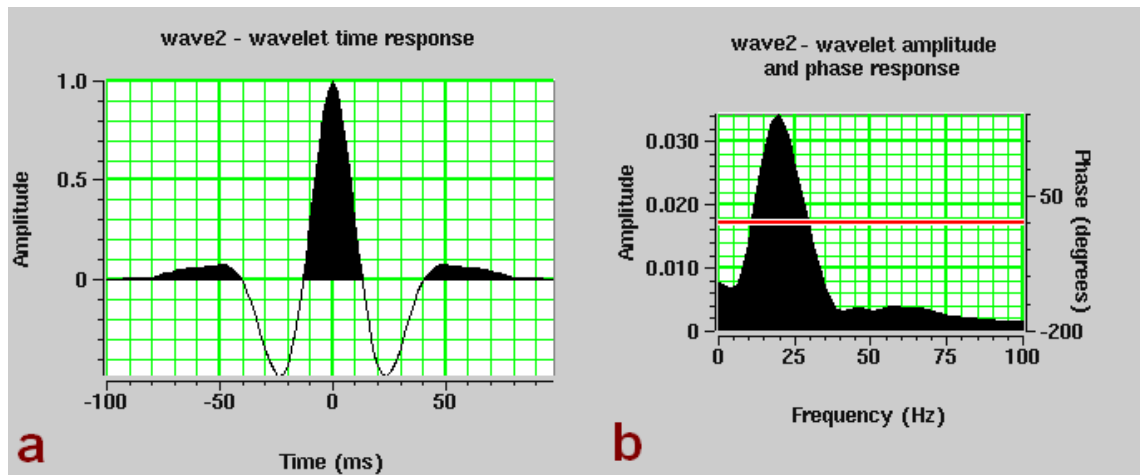 wave2 - wavelet time response
1.0
0.5
0
Amplitude
-100
-50
0
50
Time (ms)
a
wave2 - wavelet amplitude
and phase response
0.030
0.020
0.010
0
Amplitude
50
-200
Phase (degrees)
0
25
50
75
100
Frequency (Hz)
b